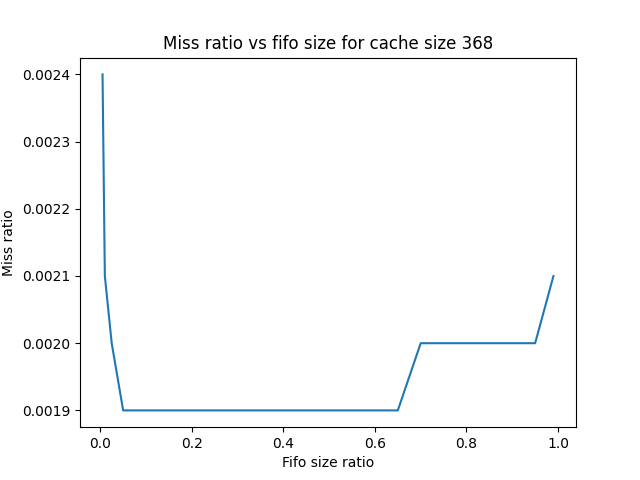 Miss ratio vs fifo size for cache size 368
0.0024
0.0023
0.0022
0.0021
0.0020
0.0019
Miss ratio
0.0 0.2 0.4 0.6 0.8 1.0
Fifo size ratio